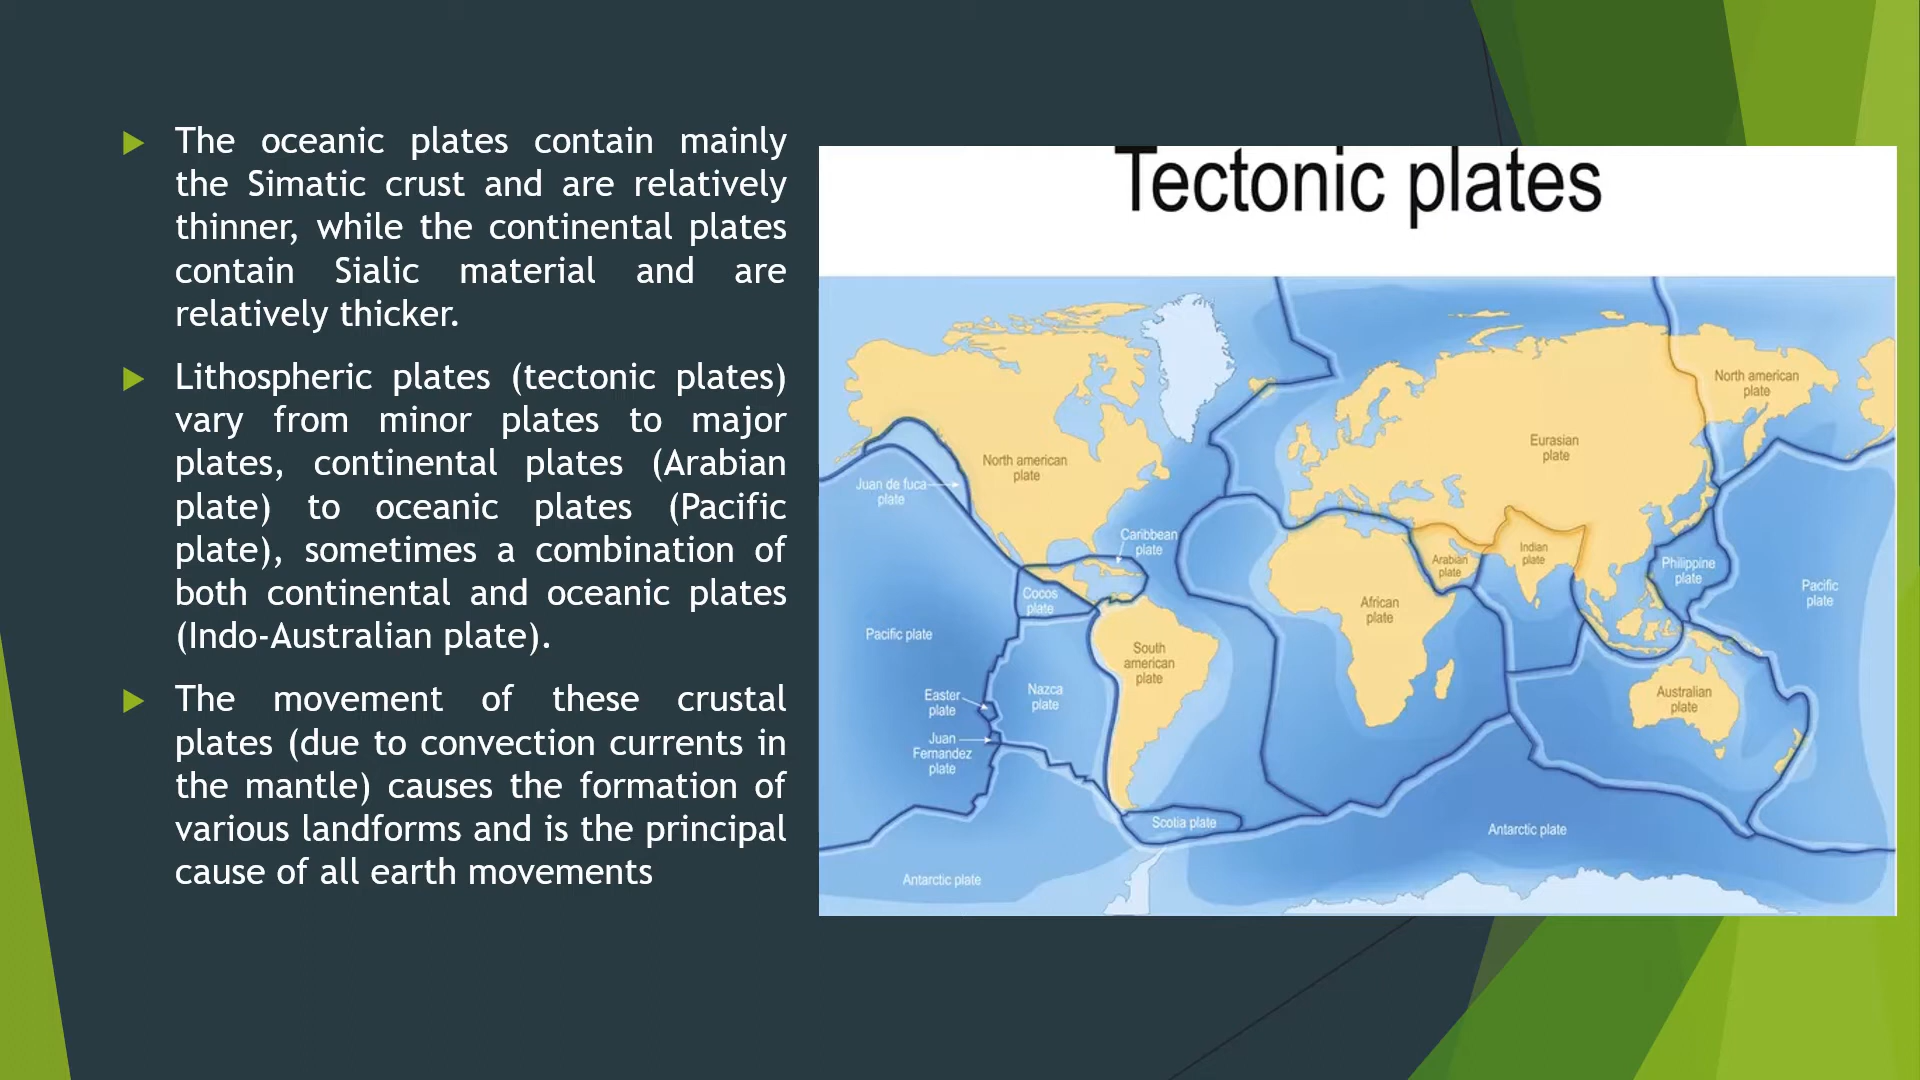 The oceanic plates contain mainly
the Simatic crust and are relatively
thinner, while the continental plates
contain Sialic material and are
relatively thicker.
Lithospheric plates (tectonic plates)
vary from minor plates to major
plates, continental plates (Arabian
plate) to oceanic plates (Pacific
plate), sometimes a combination of
both continental and oceanic plates
(Indo-Australian plate).
The movement of these crustal
plates (due to convection currents in
the mantle) causes the formation of
various landforms and is the principal
cause of all earth movements
Tectonic plates
North american
plate
Eurasian
plate
North american
plate
Juan de fuca
plate
Caribbean
plate
Arabian
plate
Indian
plate
Philippine
plate
Pacific
plate
Cocos
plate
African
plate
Pacific plate
South
american
plate
Easter
plate
Nazca
plate
Australian
plate
Juan
Fernandez
plate
Scotia plate
Antarctic plate
Antarctic plate